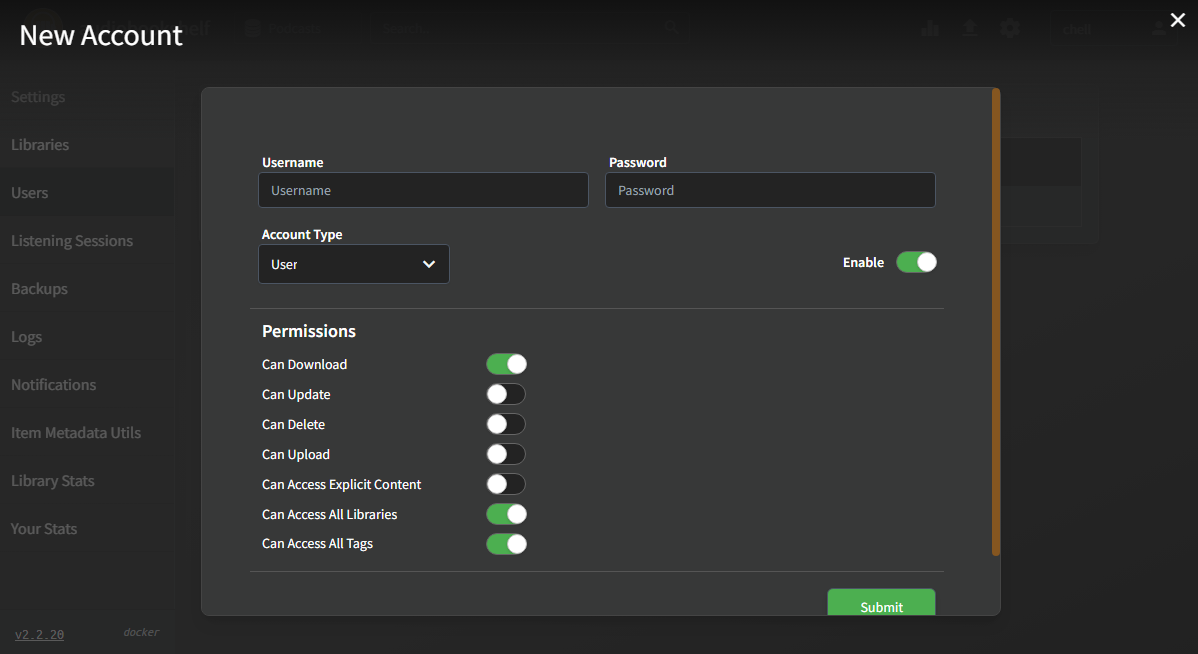 New Account
Settings
Libraries
Users
Listening Sessions
Backups
Logs
Notifications
Item Metadata Utils
Library Stats
Your Stats
v2.2.20
docker
Username
Password
Username
Password
Account Type
User
Enable
Permissions
Can Download
Can Update
Can Delete
Can Upload
Can Access Explicit Content
Can Access All Libraries
Can Access All Tags
Submit